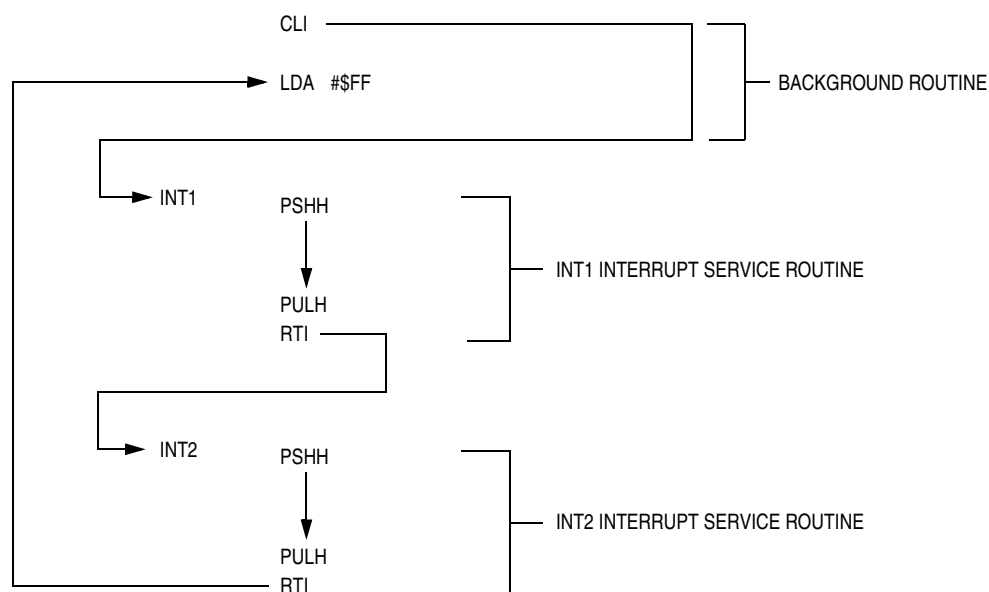 CLI
LDA #$FF
BACKGROUND ROUTINE
INT1
PSHH
INT1 INTERRUPT SERVICE ROUTINE
PULH
RTI
INT2
PSHH
INT2 INTERRUPT SERVICE ROUTINE
PULH
RTI